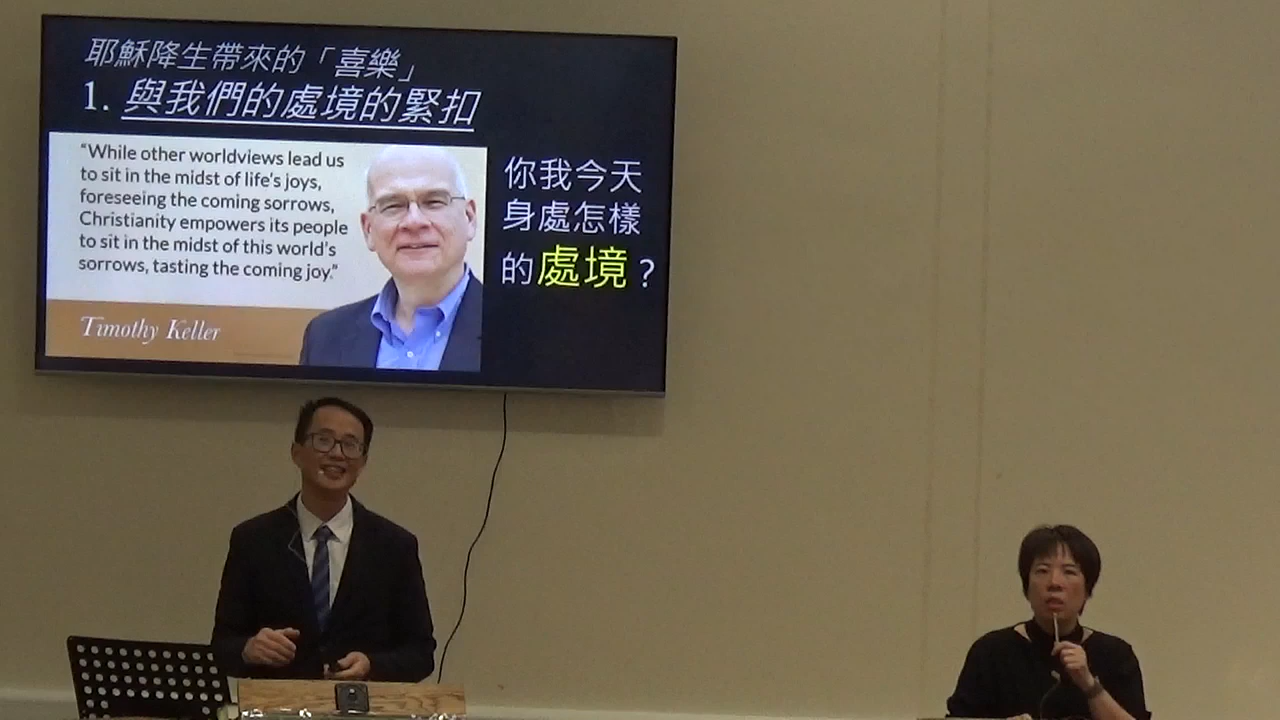 耶穌降生帶來的「喜樂」
1. 與我們的處境的緊扣
“While other worldviews lead us
to sit in the midst of life’s joys,
foreseeing the coming sorrows,
Christianity empowers its people
to sit in the midst of this world’s
sorrows, tasting the coming joy.”
Timothy Keller
你我今天
身處怎樣
的處境？